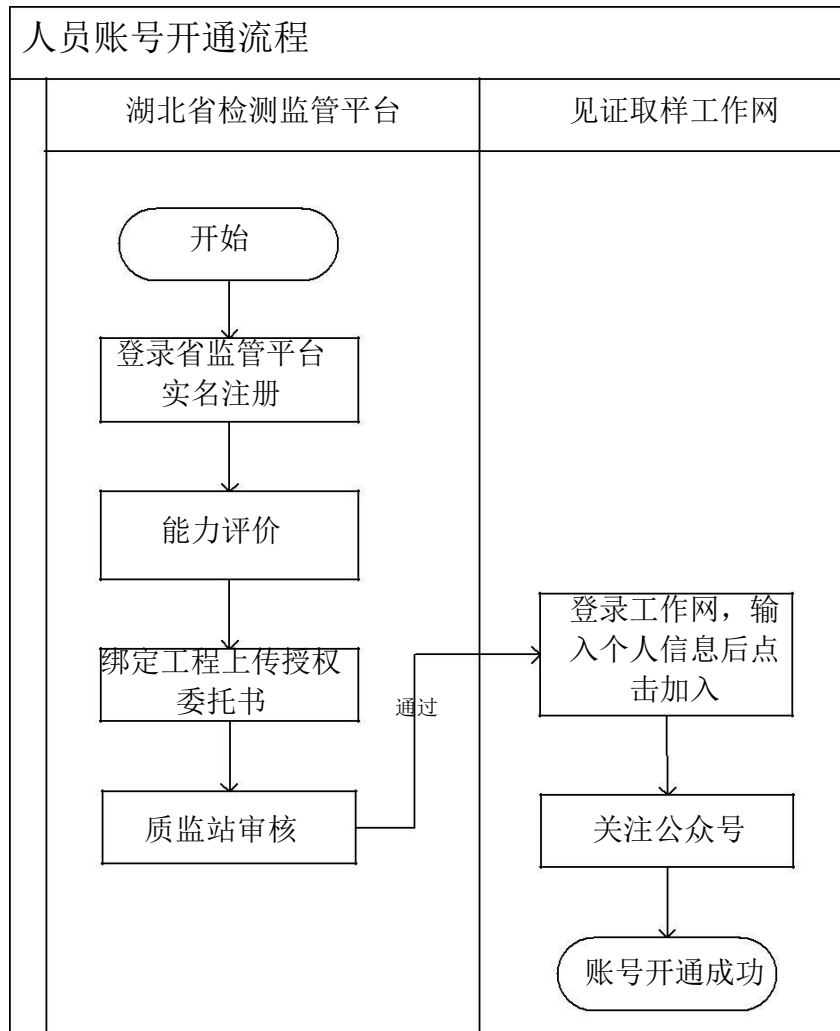 人员账号开通流程
湖北省检测监管平台
见证取样工作网
开始
登录省监管平台
实名注册
能力评价
绑定工程上传授权
委托书
质监站审核
通过
登录工作网，输
入个人信息后点
击加入
关注公众号
账号开通成功